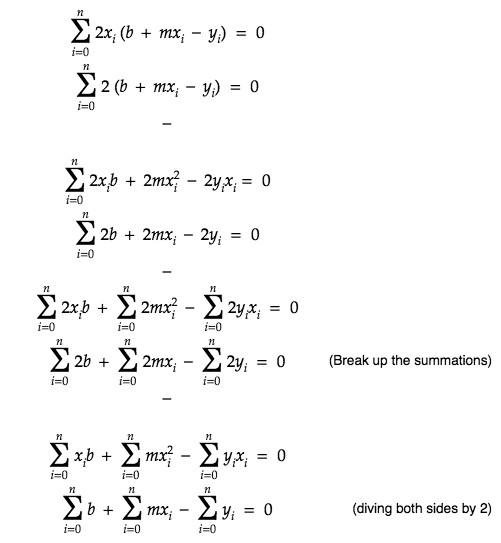 ∑_{i=0}^{n} 2x_i (b + mx_i − y_i) = 0
∑_{i=0}^{n} 2 (b + mx_i − y_i) = 0
–
∑_{i=0}^{n} 2x_i b + 2mx_i^2 − 2y_i x_i = 0
∑_{i=0}^{n} 2b + 2mx_i − 2y_i = 0
–
∑_{i=0}^{n} 2x_i b + ∑_{i=0}^{n} 2mx_i^2 − ∑_{i=0}^{n} 2y_i x_i = 0
∑_{i=0}^{n} 2b + ∑_{i=0}^{n} 2mx_i − ∑_{i=0}^{n} 2y_i = 0 (Break up the summations)
–
∑_{i=0}^{n} x_i b + ∑_{i=0}^{n} mx_i^2 − ∑_{i=0}^{n} y_i x_i = 0
∑_{i=0}^{n} b + ∑_{i=0}^{n} mx_i − ∑_{i=0}^{n} y_i = 0 (diving both sides by 2)